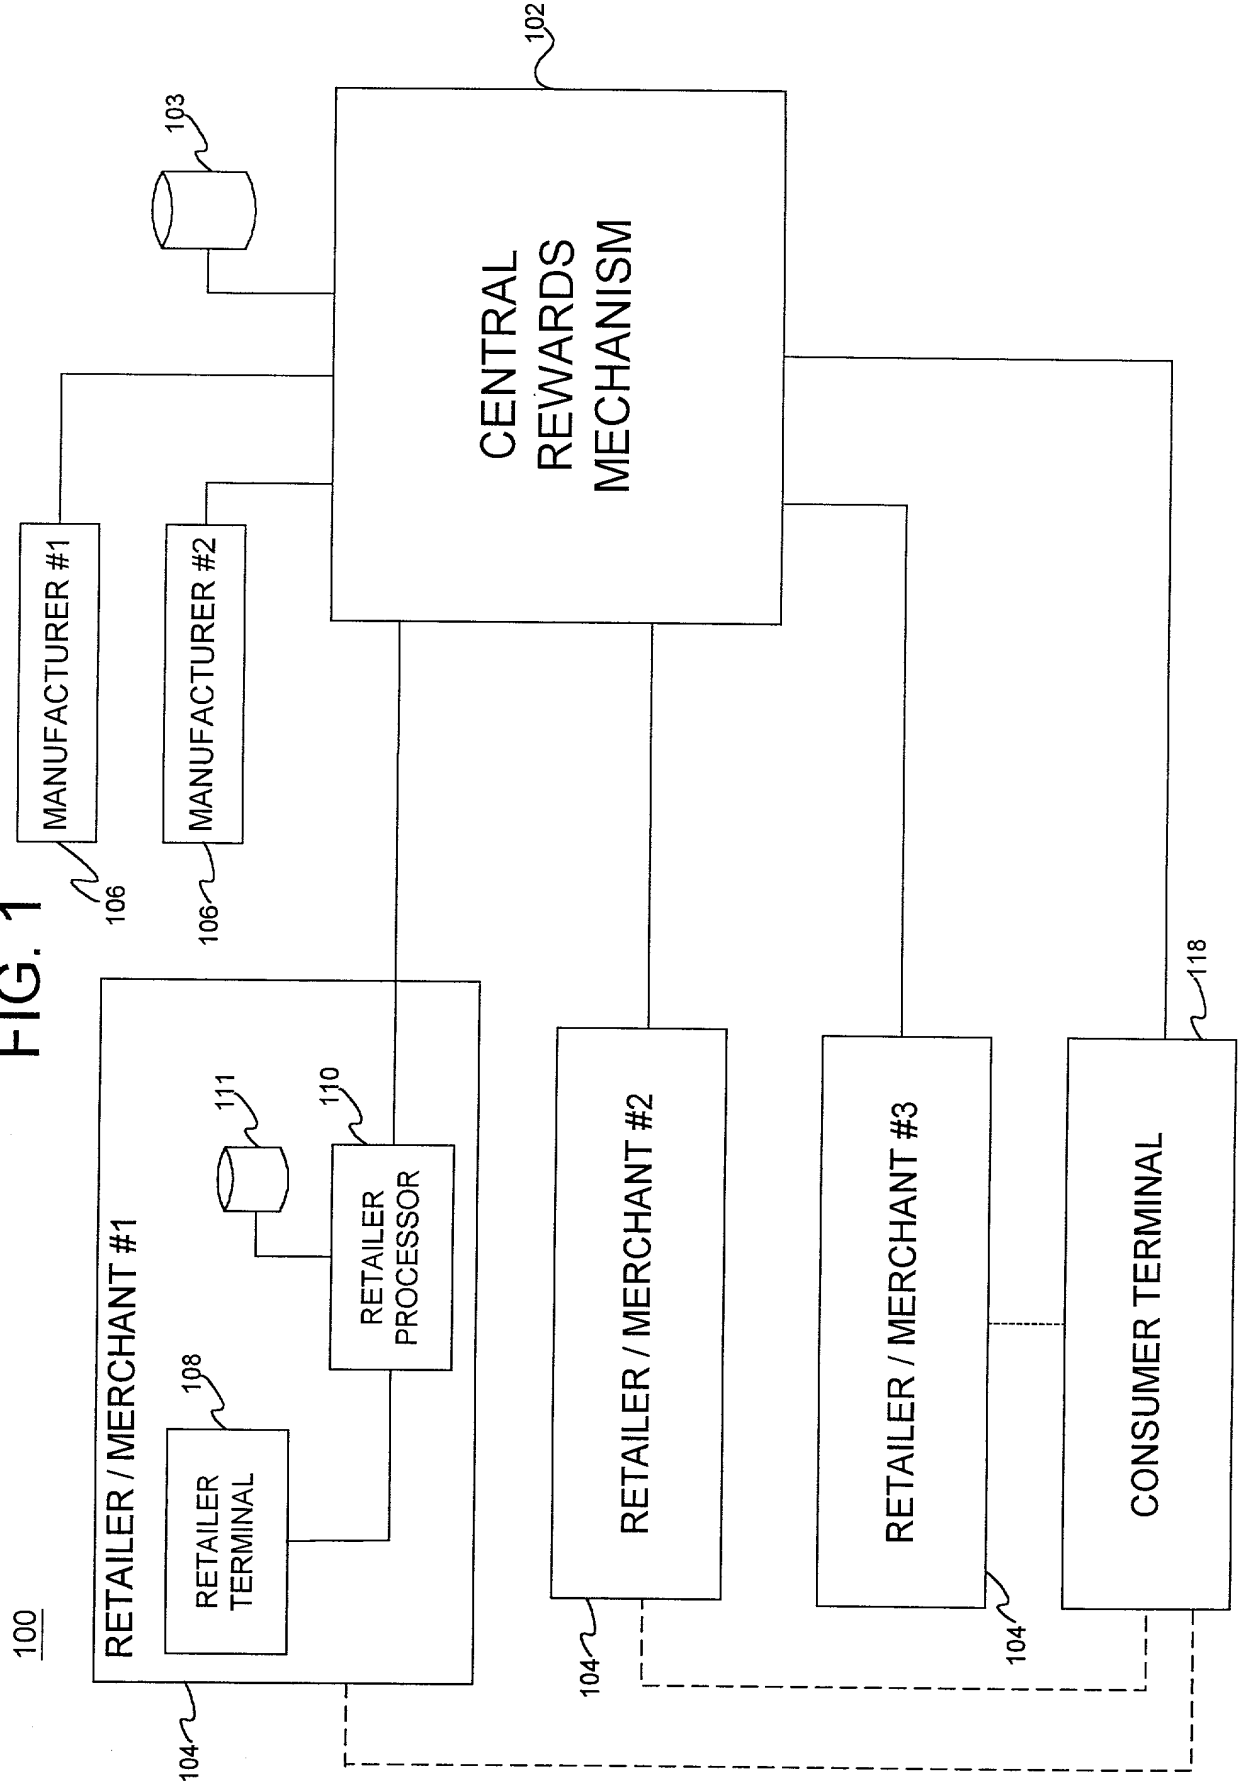 FIG. 1
100
RETAILER / MERCHANT #1
104
RETAILER
TERMINAL
108
111
110
RETAILER
PROCESSOR
106
MANUFACTURER #1
106
MANUFACTURER #2
103
102
CENTRAL
REWARDS
MECHANISM
104
RETAILER / MERCHANT #2
RETAILER / MERCHANT #3
104
CONSUMER TERMINAL
118